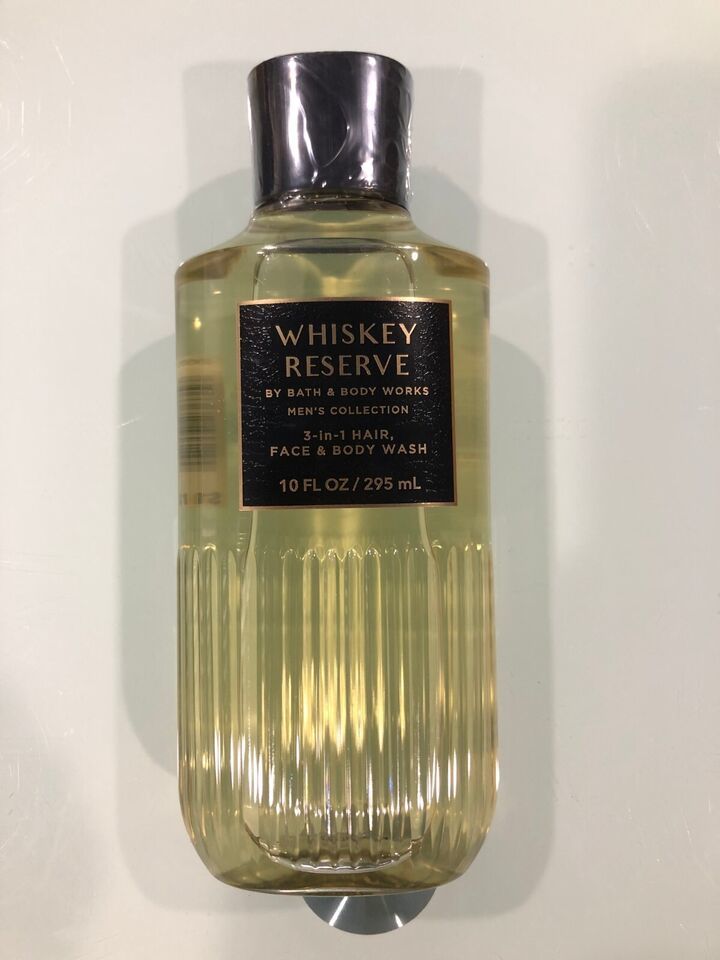 WHISKEY
RESERVE
BY BATH & BODY WORKS
MEN'S COLLECTION
3-in-1 HAIR,
FACE & BODY WASH
10 FL OZ / 295 mL